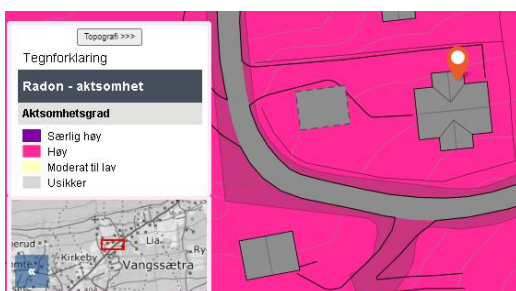 Topografi >>>
Tegnforklaring
Radon - aktsomhet
Aktsomhetsgrad
Særlig høy
Høy
Moderat til lav
Usikker
Lia
Kirkeby
Vangssætra
«